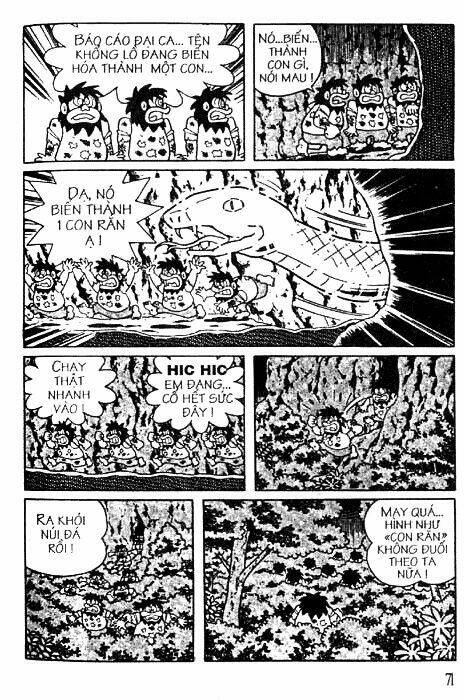 BÁO CÁO ĐẠI CA... TÊN
KHỔNG LỒ ĐANG BIẾN
HÓA THÀNH MỘT CON...
NÓ...BIẾN...
THÀNH
CON GÌ,
NÓI MAU !
DẠ, NÓ
BIẾN THÀNH
1 CON RẮN
Ạ !
CHẠY
THẬT
NHANH
VÀO !
HIC HIC
EM ĐANG...
CỐ HẾT SỨC
ĐÂY !
RA KHỎI
NÚI ĐÁ
RỒI !
MAY QUÁ...
HÌNH NHƯ
«CON RẮN»
KHÔNG ĐUỔI
THEO TA
NỮA !
71